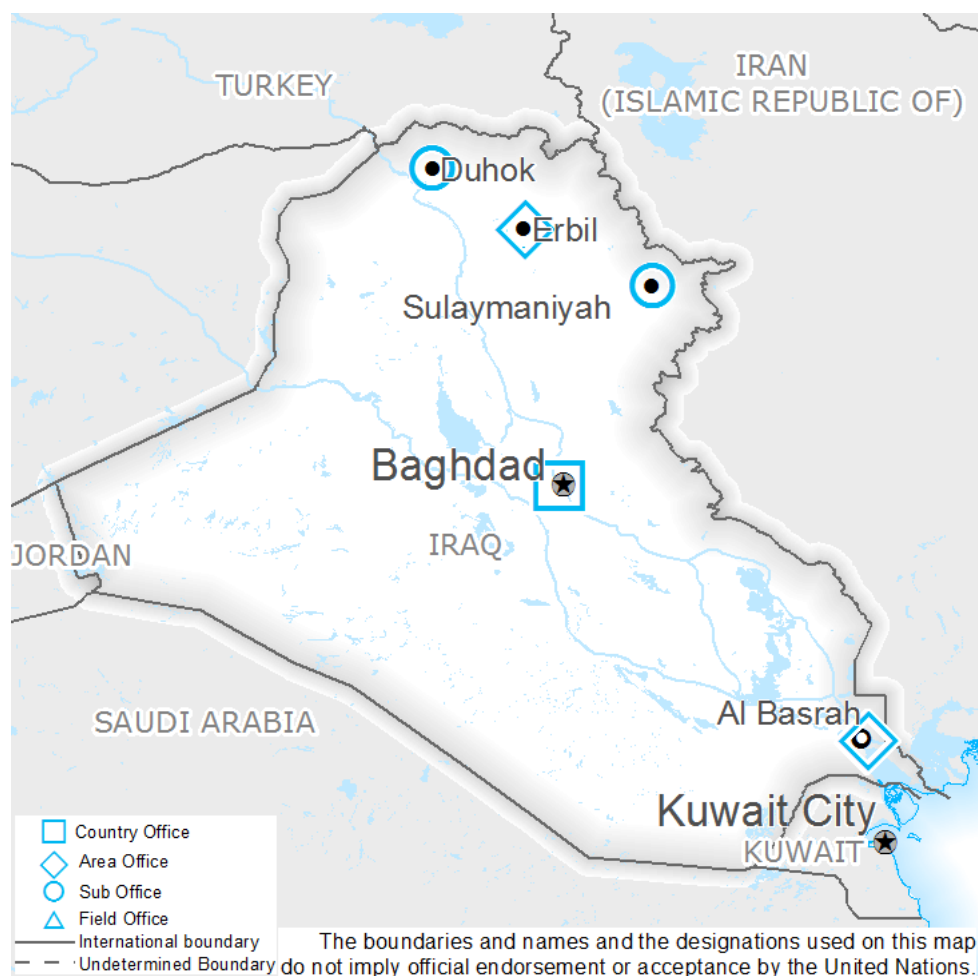 TURKEY
IRAN
(ISLAMIC REPUBLIC OF)
Duhok
Erbil
Sulaymaniyah
Baghdad
IRAQ
JORDAN
SAUDI ARABIA
Al Basrah
Kuwait City
KUWAIT
Country Office
Area Office
Sub Office
Field Office
International boundary
Undetermined Boundary
The boundaries and names and the designations used on this map
do not imply official endorsement or acceptance by the United Nations.